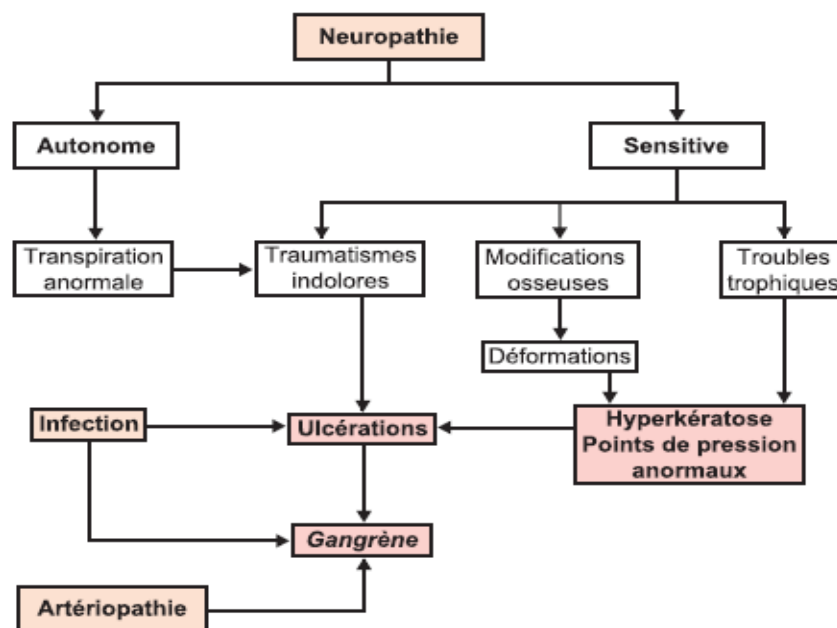 Neuropathie
Autonome
Sensitive
Transpiration
anormale
Traumatismes
indolores
Modifications
osseuses
Troubles
trophiques
Déformations
Infection
Ulcérations
Hyperkératose
Points de pression
anormaux
Gangrène
Artériopathie